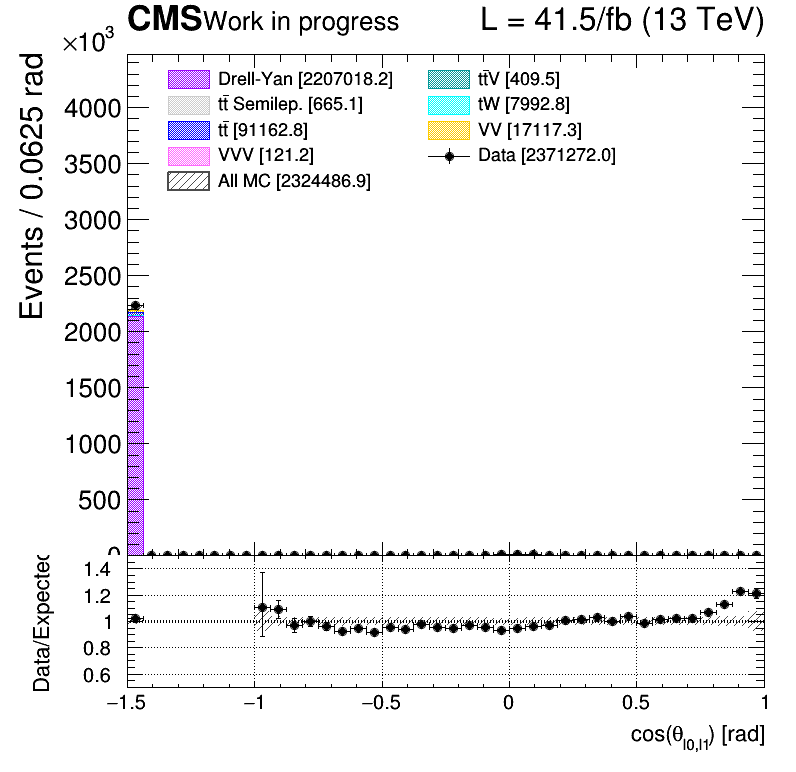 CMS Work in progress L = 41.5/fb (13 TeV)
×10³
Events / 0.0625 rad
Drell-Yan [2207018.2]
tt̄V [409.5]
tt̄ Semilep. [665.1]
tW [7992.8]
tt̄ [91162.8]
VV [17117.3]
VVV [121.2]
Data [2371272.0]
All MC [2324486.9]
4000
3500
3000
2500
2000
1500
1000
500
0
Data/Expected
1.4
1.2
1
0.8
0.6
−1.5 −1 −0.5 0 0.5 1
cos(θ_l0,l1) [rad]